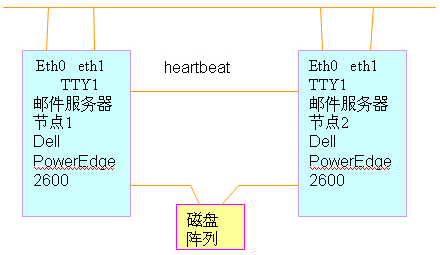 Eth0 eth1
TTY1
邮件服务器
节点1
Dell
PowerEdge
2600
heartbeat
Eth0 eth1
TTY1
邮件服务器
节点2
Dell
PowerEdge
2600
磁盘
阵列